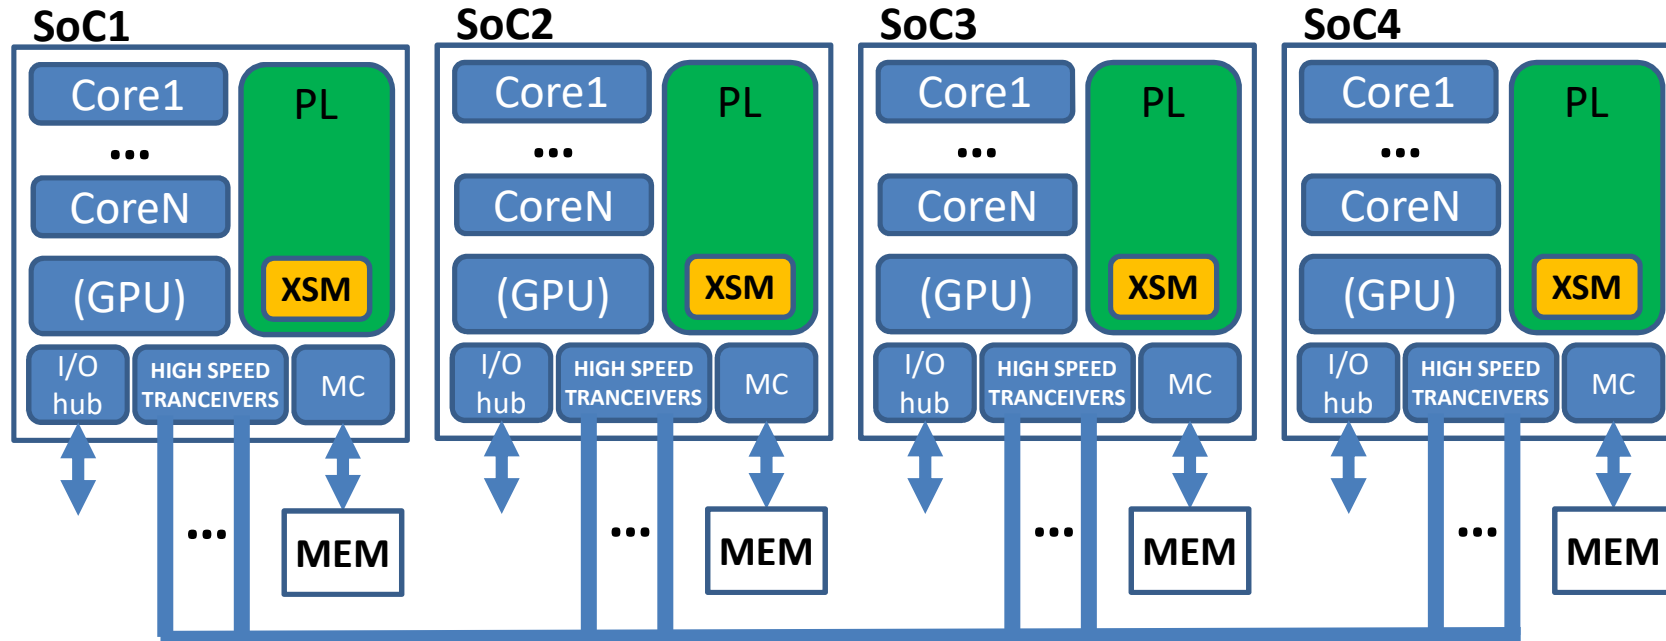 SoC1
Core1
...
CoreN
(GPU)
PL
XSM
I/O
hub
HIGH SPEED
TRANCEIVERS
MC
...
MEM
SoC2
Core1
...
CoreN
(GPU)
PL
XSM
I/O
hub
HIGH SPEED
TRANCEIVERS
MC
...
MEM
SoC3
Core1
...
CoreN
(GPU)
PL
XSM
I/O
hub
HIGH SPEED
TRANCEIVERS
MC
...
MEM
SoC4
Core1
...
CoreN
(GPU)
PL
XSM
I/O
hub
HIGH SPEED
TRANCEIVERS
MC
...
MEM